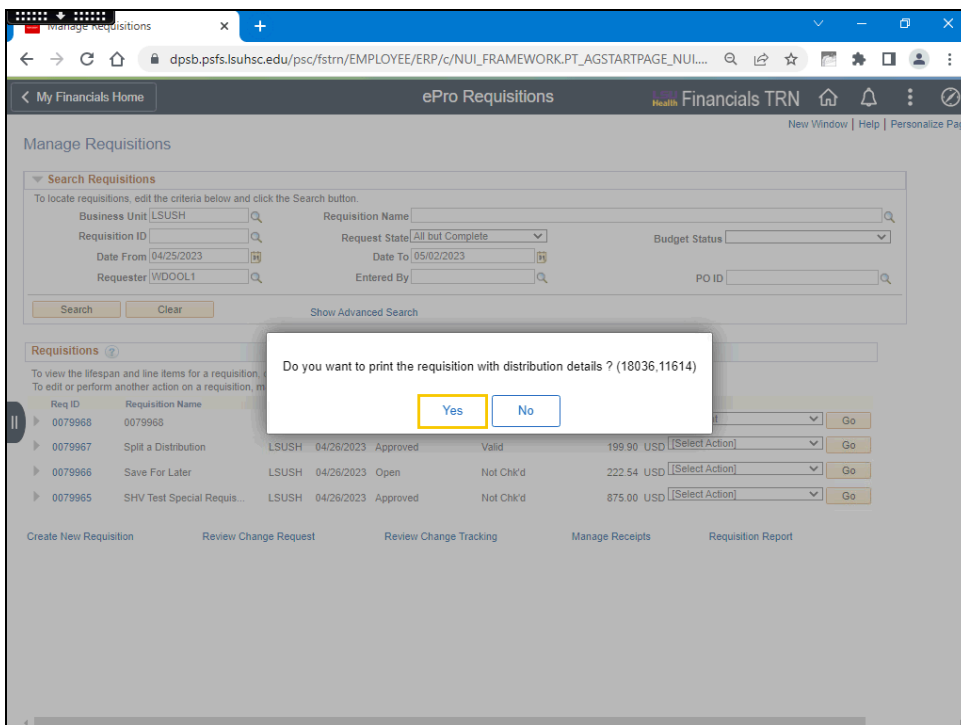 Manage Requisitions
dpsb.psfs.lsuhsc.edu/psc/fstrn/EMPLOYEE/ERP/c/NUI_FRAMEWORK.PT_AGSTARTPAGE_NUI....
My Financials Home
ePro Requisitions
Health Financials TRN
New Window | Help | Personalize Pag
Manage Requisitions
Search Requisitions
To locate requisitions, edit the criteria below and click the Search button.
Business Unit LSUSH Requisition Name
Requisition ID Request State All but Complete Budget Status
Date From 04/25/2023 Date To 05/02/2023
Requester WDOOL1 Entered By PO ID
Search Clear Show Advanced Search
Requisitions ?
To view the lifespan and line items for a requisition,
To edit or perform another action on a requisition, m
Do you want to print the requisition with distribution details ? (18036,11614)
Yes No
Req ID Requisition Name
0079968 0079968 Go
0079967 Split a Distribution LSUSH 04/26/2023 Approved Valid 199.90 USD [Select Action] Go
0079966 Save For Later LSUSH 04/26/2023 Open Not Chk'd 222.54 USD [Select Action] Go
0079965 SHV Test Special Requis... LSUSH 04/26/2023 Approved Not Chk'd 875.00 USD [Select Action] Go
Create New Requisition Review Change Request Review Change Tracking Manage Receipts Requisition Report